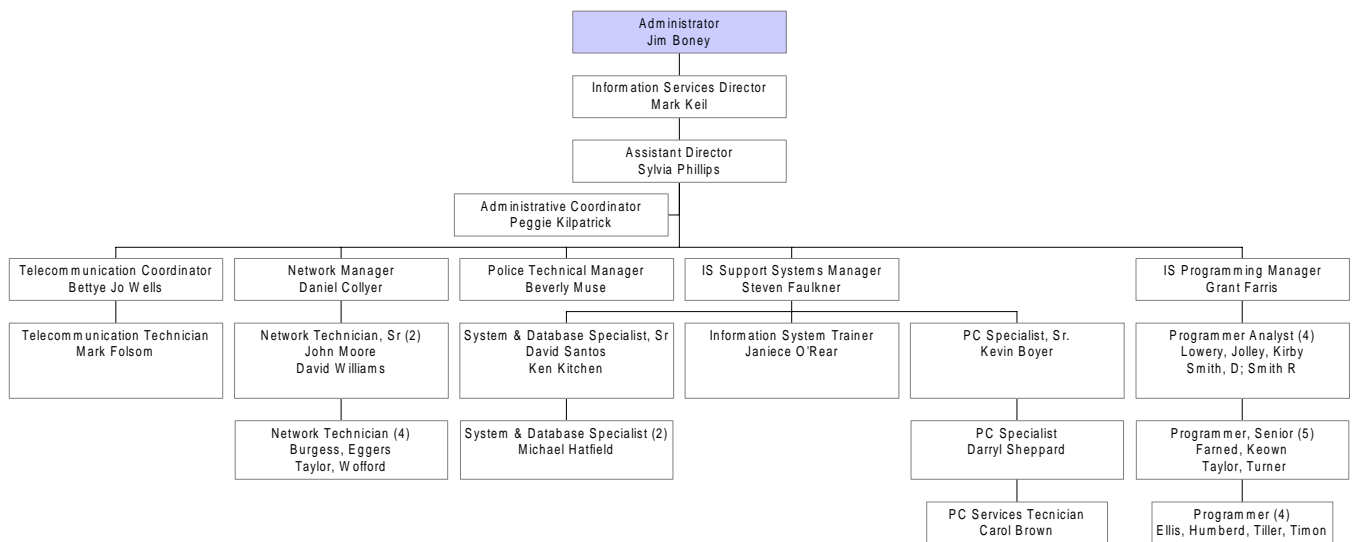 Administrator
Jim Boney
Information Services Director
Mark Keil
Assistant Director
Sylvia Phillips
Administrative Coordinator
Peggie Kilpatrick
Telecommunication Coordinator
Bettye Jo Wells
Network Manager
Daniel Collyer
Police Technical Manager
Beverly Muse
IS Support Systems Manager
Steven Faulkner
IS Programming Manager
Grant Farris
Telecommunication Technician
Mark Folsom
Network Technician, Sr (2)
John Moore
David Williams
System & Database Specialist, Sr
David Santos
Ken Kitchen
Information System Trainer
Janiece O'Rear
PC Specialist, Sr.
Kevin Boyer
Programmer Analyst (4)
Lowery, Jolley, Kirby
Smith, D; Smith R
Network Technician (4)
Burgess, Eggers
Taylor, Wofford
System & Database Specialist (2)
Michael Hatfield
PC Specialist
Darryl Sheppard
Programmer, Senior (5)
Farned, Keown
Taylor, Turner
PC Services Tecnician
Carol Brown
Programmer (4)
Ellis, Humberd, Tiller, Timon